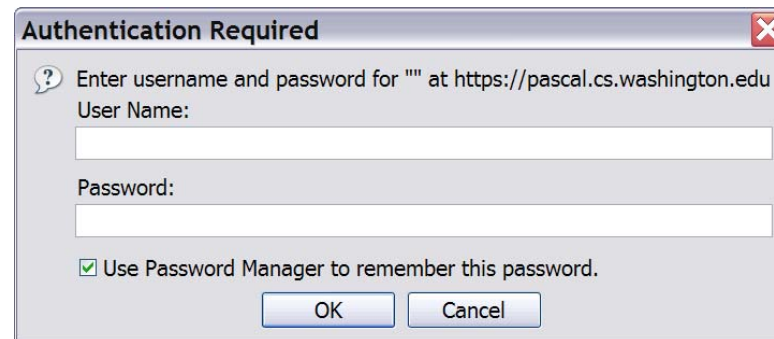 Authentication Required
Enter username and password for "" at https://pascal.cs.washington.edu
User Name:
Password:
Use Password Manager to remember this password.
OK Cancel